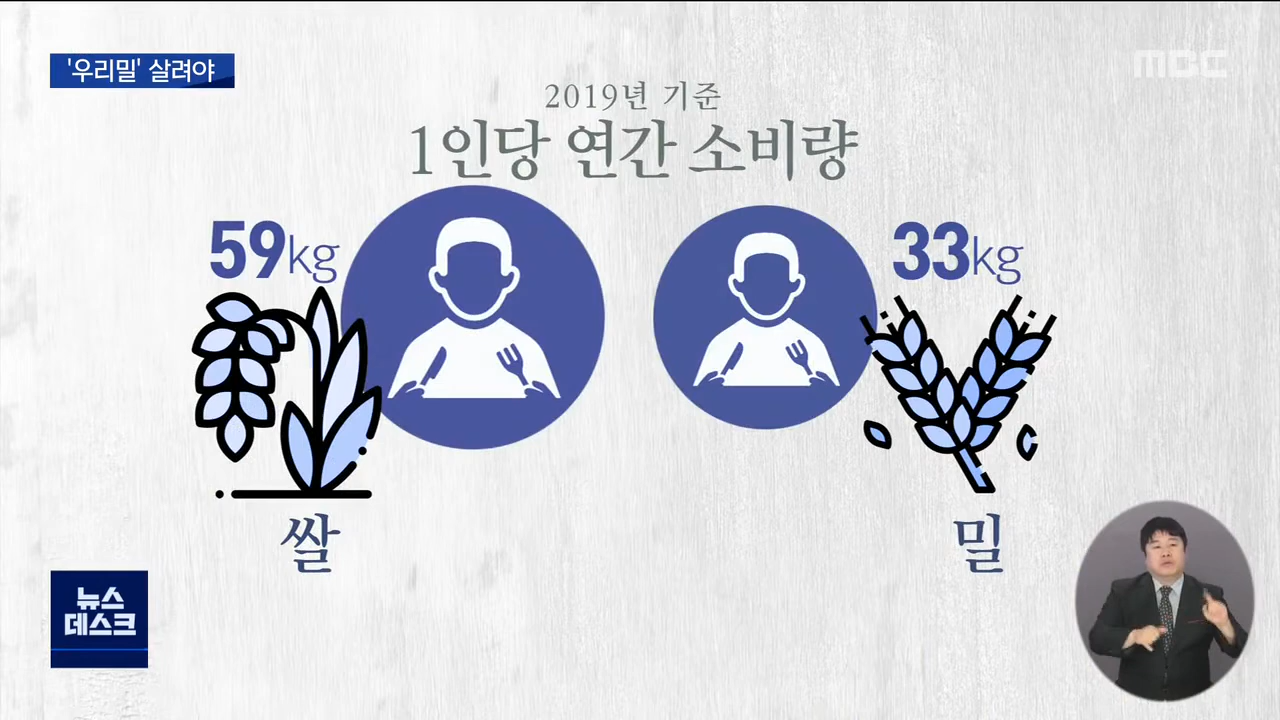 '우리밀' 살려야
MBC
2019년 기준
1인당 연간 소비량
59kg
33kg
쌀
밀
뉴스
데스크